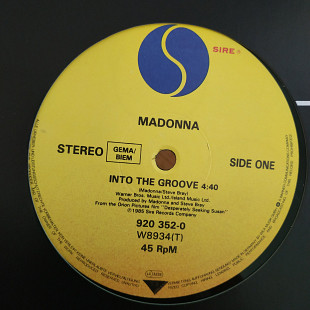 SIRE
MADONNA
STEREO
GEMA/
BIEM
SIDE ONE
INTO THE GROOVE 4:40
(Madonna/Steve Bray)
Warner Bros. Music Ltd./Island Music Ltd.
Produced by Madonna and Steve Bray
From the Orion Pictures film "Desperately Seeking Susan"
℗1985 Sire Records Company
920 352-0
W8934(T)
45 RpM